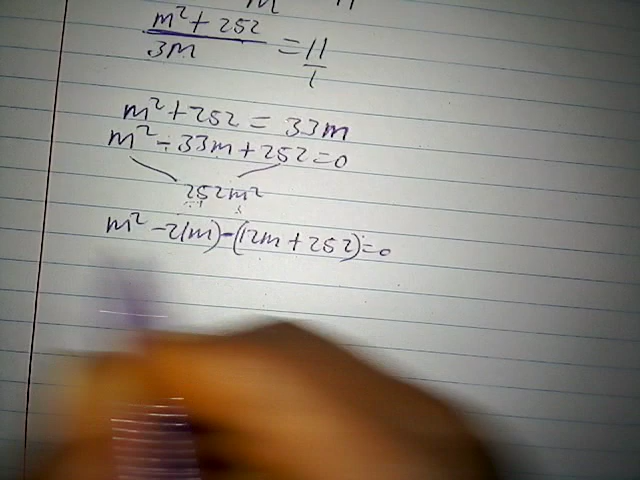 m² + 252 / 3m = 11 / 1
m² + 252 = 33m
m² - 33m + 252 = 0
252m²
m² - 21m) - (12m + 252) = 0